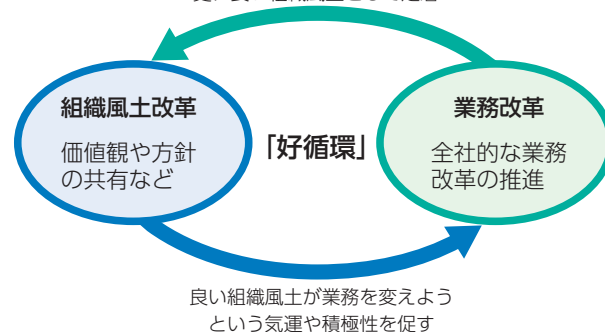 組織風土改革
価値観や方針
の共有など
「好循環」
業務改革
全社的な業務
改革の推進
良い組織風土が業務を変えよう
という気運や積極性を促す